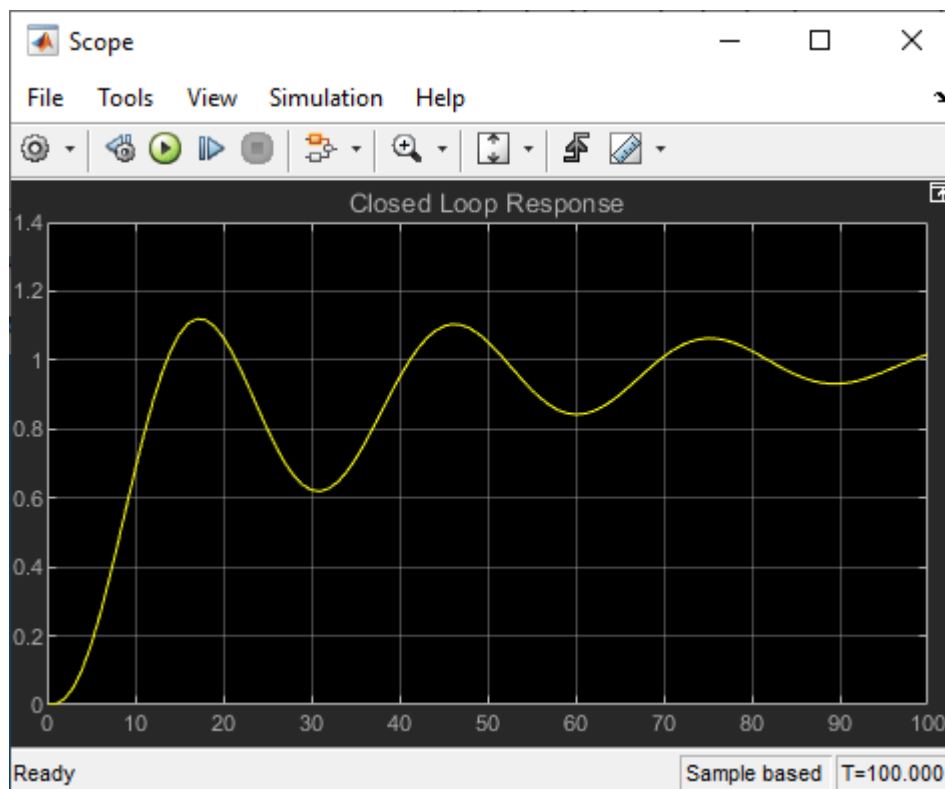 Scope
File Tools View Simulation Help
Closed Loop Response
1.4
1.2
1
0.8
0.6
0.4
0.2
0
0 10 20 30 40 50 60 70 80 90 100
Ready Sample based T=100.000